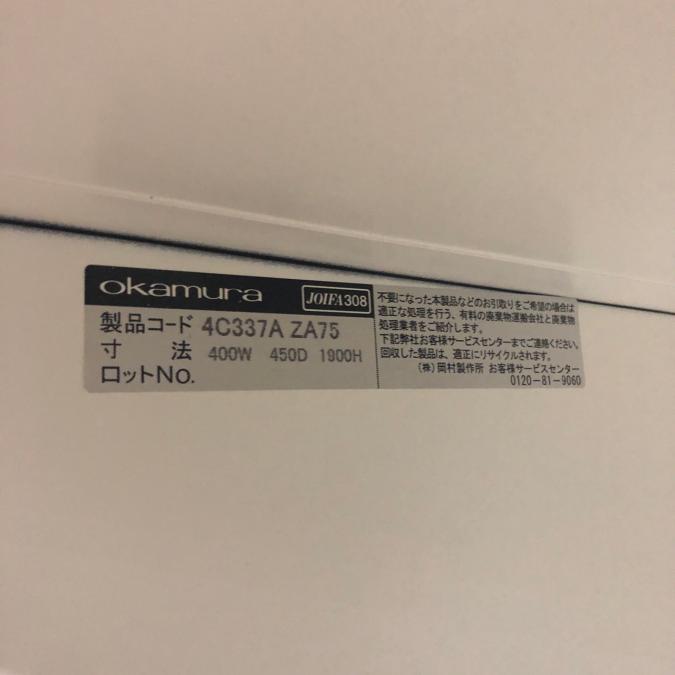 okamura JOIFA308
製品コード 4C337A ZA75
寸 法 400W 450D 1900H
ロットNo.
不要になった本製品などのお引取りをご希望の場合は
適正な処理を行う、有料の廃棄物運搬会社と廃棄物
処理業者をご紹介します。
下記弊社お客様サービスセンターまでご連絡ください。
回収した製品は、適正にリサイクルされます。
(株)岡村製作所 お客様サービスセンター
0120-81-9060